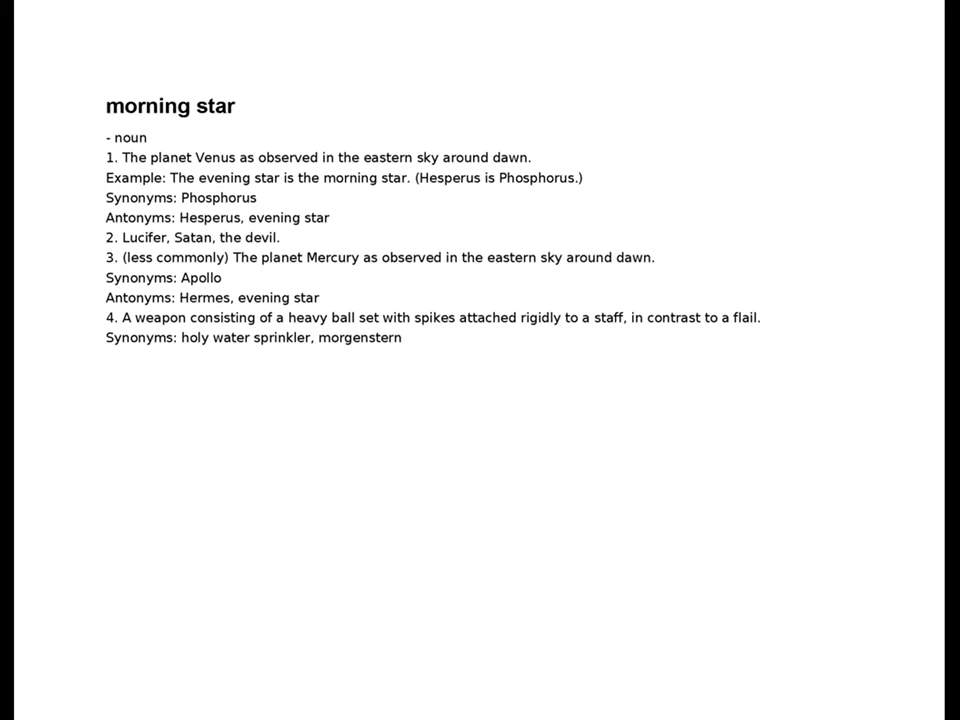 morning star
- noun
1. The planet Venus as observed in the eastern sky around dawn.
Example: The evening star is the morning star. (Hesperus is Phosphorus.)
Synonyms: Phosphorus
Antonyms: Hesperus, evening star
2. Lucifer, Satan, the devil.
3. (less commonly) The planet Mercury as observed in the eastern sky around dawn.
Synonyms: Apollo
Antonyms: Hermes, evening star
4. A weapon consisting of a heavy ball set with spikes attached rigidly to a staff, in contrast to a flail.
Synonyms: holy water sprinkler, morgenstern